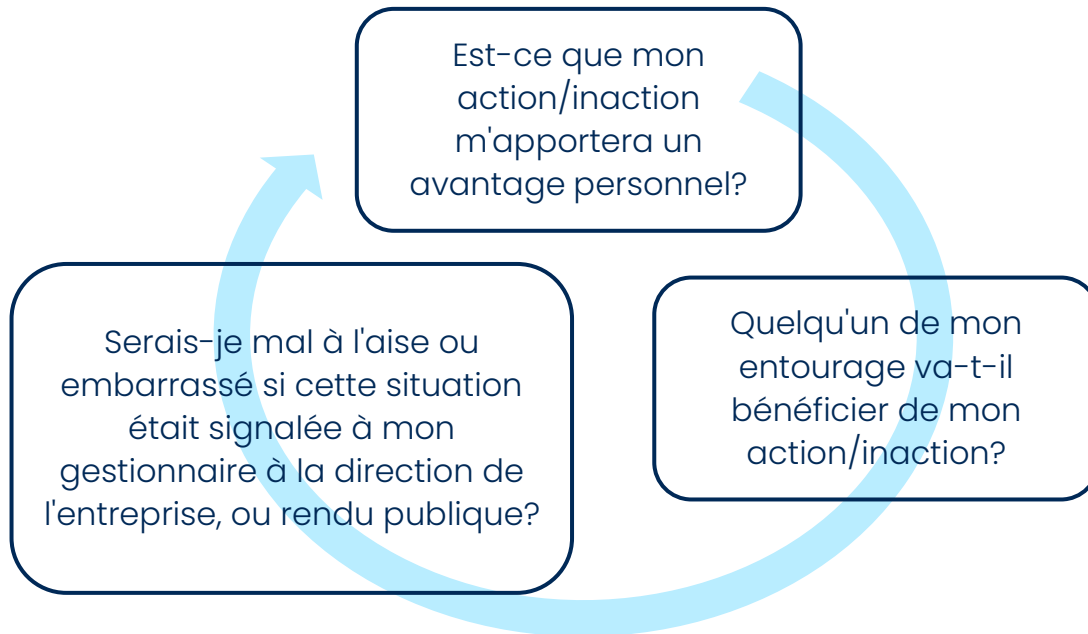 Est-ce que mon
action/inaction
m'apportera un
avantage personnel?
Quelqu'un de mon
entourage va-t-il
bénéficier de mon
action/inaction?
Serais-je mal à l'aise ou
embarrassé si cette situation
était signalée à mon
gestionnaire à la direction de
l'entreprise, ou rendu publique?